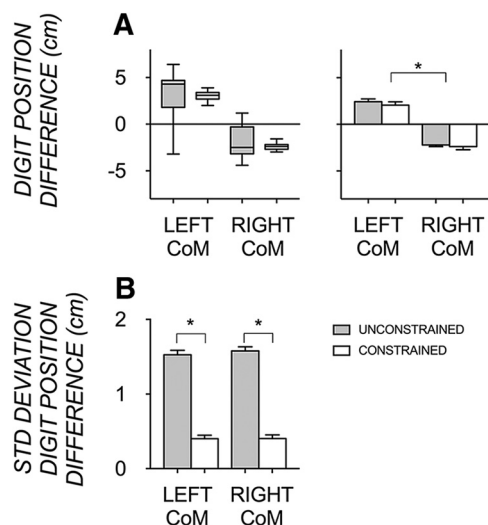 A
DIGIT POSITION
DIFFERENCE (cm)
5
0
-5
LEFT
CoM
RIGHT
CoM
*
LEFT
CoM
RIGHT
CoM
B
STD DEVIATION
DIGIT POSITION
DIFFERENCE (cm)
2
1
0
*
*
LEFT
CoM
RIGHT
CoM
UNCONSTRAINED
CONSTRAINED